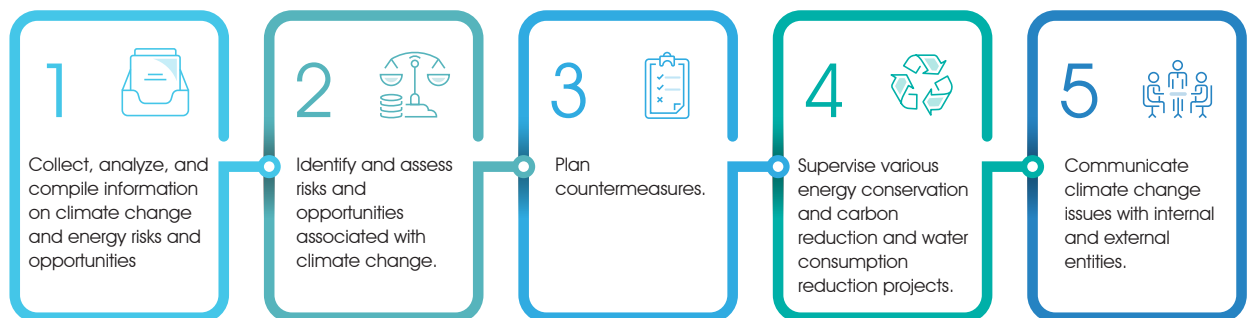 1
Collect, analyze, and
compile information
on climate change
and energy risks and
opportunities
2
Identify and assess
risks and
opportunities
associated with
climate change.
3
Plan
countermeasures.
4
Supervise various
energy conservation
and carbon
reduction and water
consumption
reduction projects.
5
Communicate
climate change
issues with internal
and external
entities.